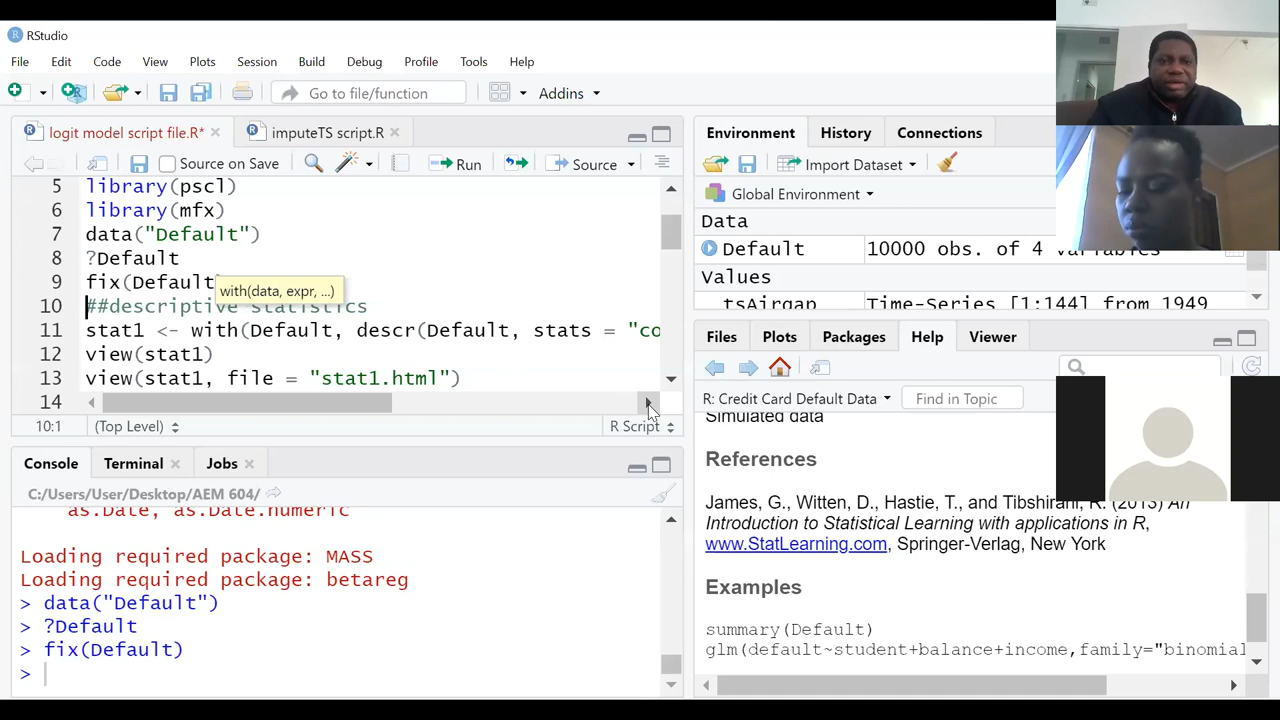 RStudio
File Edit Code View Plots Session Build Debug Profile Tools Help
Go to file/function Addins
logit model script file.R* imputeTS script.R
Source on Save Run Source
5 library(pscl)
6 library(mfx)
7 data("Default")
8 ?Default
9 fix(Default)
with(data, expr, ...)
10 ##descriptive statistics
11 stat1 <- with(Default, descr(Default, stats = "co
12 view(stat1)
13 view(stat1, file = "stat1.html")
14
10:1 (Top Level) R Script
Console Terminal Jobs
C:/Users/User/Desktop/AEM 604/
as.Date, as.Date.numeric
Loading required package: MASS
Loading required package: betareg
> data("Default")
> ?Default
> fix(Default)
>
Environment History Connections
Import Dataset
Global Environment
Data
Default 10000 obs. of 4 variables
Values
tsAirgap Time-Series [1:144] from 1949
Files Plots Packages Help Viewer
R: Credit Card Default Data Find in Topic
Simulated data
References
James, G., Witten, D., Hastie, T., and Tibshirani, R. (2013) An
Introduction to Statistical Learning with applications in R,
www.StatLearning.com, Springer-Verlag, New York
Examples
summary(Default)
glm(default~student+balance+income,family="binomial